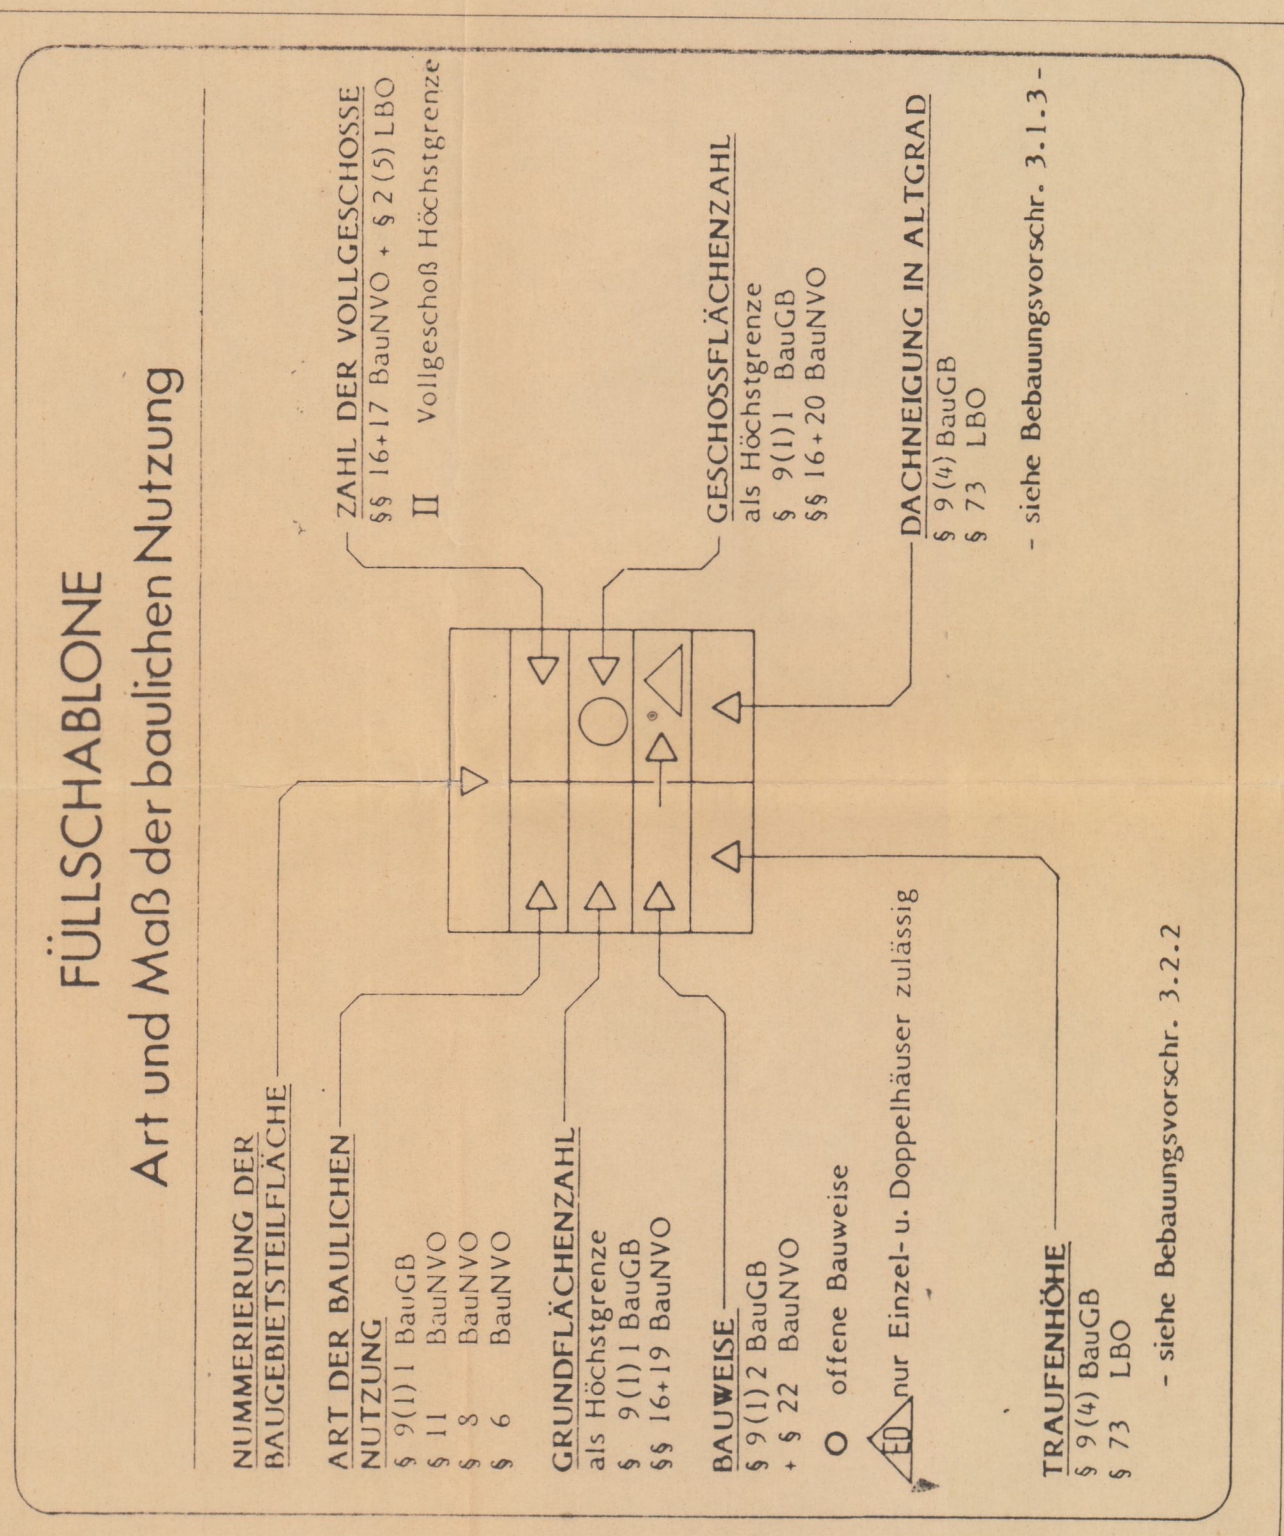 FÜLLSCHABLONE
Art und Maß der baulichen Nutzung
NUMMERIERUNG DER
BAUGEBIETSTEILFLÄCHE
ART DER BAULICHEN
NUTZUNG
§ 9(1) 1 BauGB
§ 11 BauNVO
§ 8 BauNVO
§ 6 BauNVO
GRUNDFLÄCHENZAHL
als Höchstgrenze
§ 9(1) 1 BauGB
§§ 16+19 BauNVO
BAUWEISE
§ 9(1) 2 BauGB
+ § 22 BauNVO
O offene Bauweise
ED nur Einzel- u. Doppelhäuser zulässig
TRAUFENHÖHE
§ 9(4) BauGB
§ 73 LBO
- siehe Bebauungsvorschr. 3.2.2
ZAHL DER VOLLGESCHOSSE
§§ 16+17 BauNVO + § 2(5) LBO
II Vollgeschoß Höchstgrenze
GESCHOSSFLÄCHENZAHL
als Höchstgrenze
§ 9(1) 1 BauGB
§§ 16+20 BauNVO
DACHNEIGUNG IN ALTGRAD
§ 9(4) BauGB
§ 73 LBO
- siehe Bebauungsvorschr. 3.1.3 -